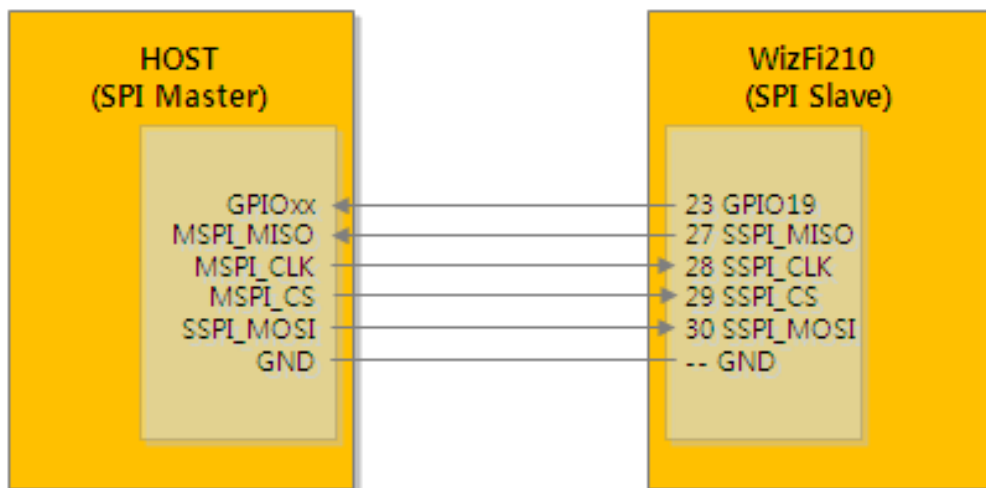 HOST
(SPI Master)
GPIOxx
MSPI_MISO
MSPI_CLK
MSPI_CS
SSPI_MOSI
GND
WizFi210
(SPI Slave)
23 GPIO19
27 SSPI_MISO
28 SSPI_CLK
29 SSPI_CS
30 SSPI_MOSI
-- GND